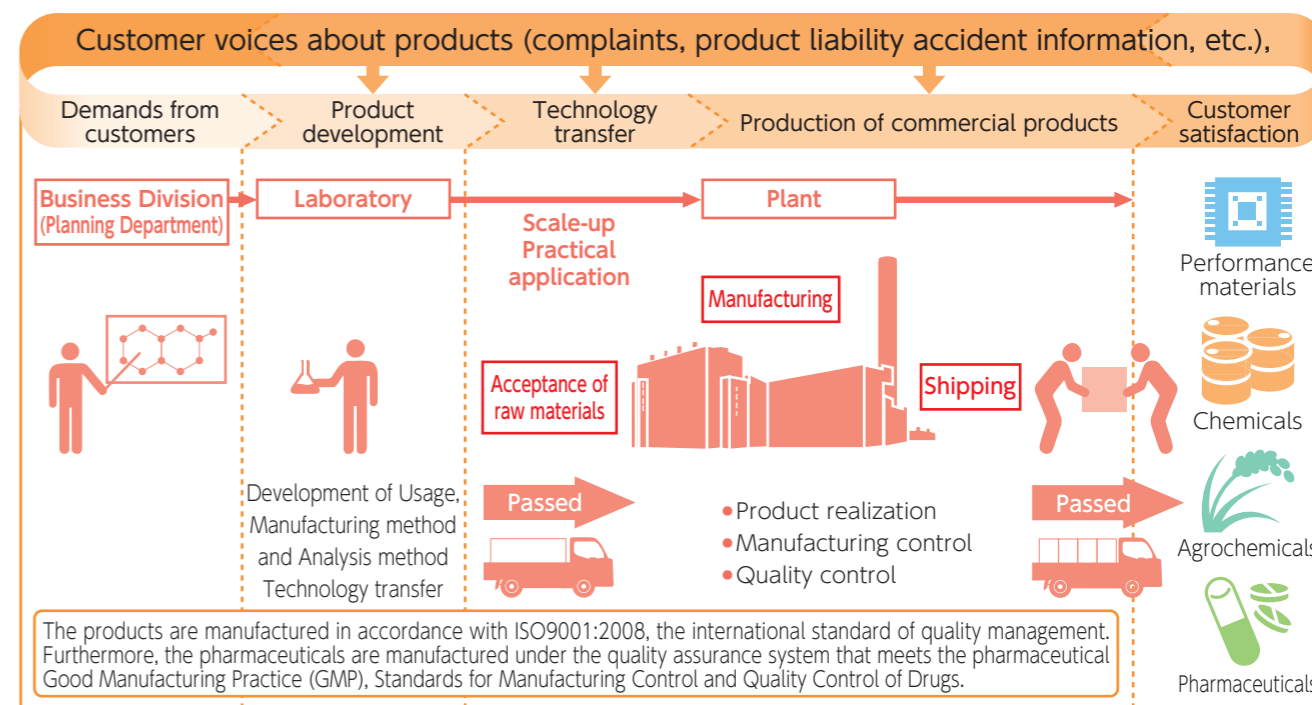 Customer voices about products (complaints, product liability accident information, etc.),
Demands from
customers
Product
development
Technology
transfer
Production of commercial products
Customer
satisfaction
Business Division
(Planning Department)
Laboratory
Scale-up
Practical
application
Plant
Manufacturing
Acceptance of
raw materials
Shipping
Development of Usage,
Manufacturing method
and Analysis method
Technology transfer
Passed
•Product realization
•Manufacturing control
•Quality control
Passed
Performance
materials
Chemicals
Agrochemicals
Pharmaceuticals
The products are manufactured in accordance with ISO9001:2008, the international standard of quality management.
Furthermore, the pharmaceuticals are manufactured under the quality assurance system that meets the pharmaceutical
Good Manufacturing Practice (GMP), Standards for Manufacturing Control and Quality Control of Drugs.